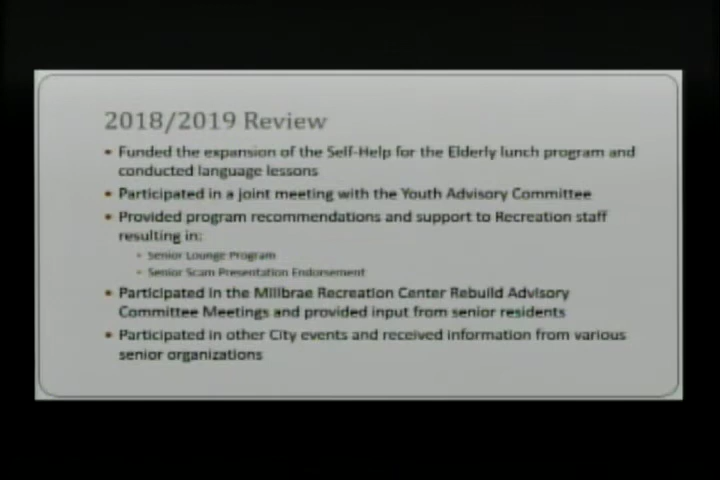 2018/2019 Review
• Funded the expansion of the Self-Help for the Elderly lunch program and
conducted language lessons
• Participated in a joint meeting with the Youth Advisory Committee
• Provided program recommendations and support to Recreation staff
resulting in:
• Senior Lounge Program
• Senior Scam Presentation Endorsement
• Participated in the Millbrae Recreation Center Rebuild Advisory
Committee Meetings and provided input from senior residents
• Participated in other City events and received information from various
senior organizations